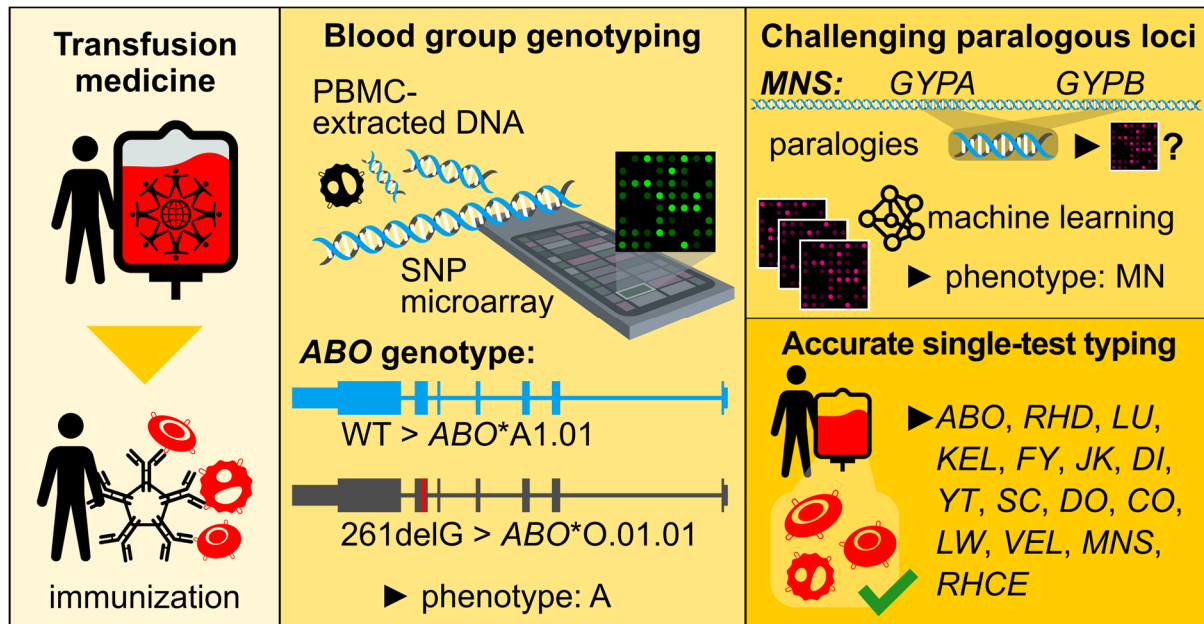 Transfusion
medicine
immunization
Blood group genotyping
PBMC-
extracted DNA
SNP
microarray
ABO genotype:
WT > ABO*A1.01
261delG > ABO*O.01.01
► phenotype: A
Challenging paralogous loci
MNS: GYPA GYPB
paralogies ► ?
machine learning
► phenotype: MN
Accurate single-test typing
►ABO, RHD, LU,
KEL, FY, JK, DI,
YT, SC, DO, CO,
LW, VEL, MNS,
RHCE